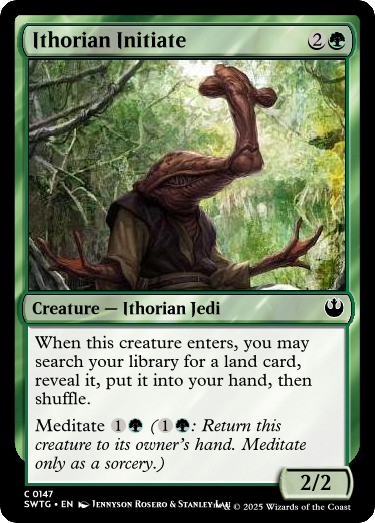 Ithorian Initiate 2
Creature — Ithorian Jedi
When this creature enters, you may
search your library for a land card,
reveal it, put it into your hand, then
shuffle.
Meditate 1 (1: Return this
creature to its owner's hand. Meditate
only as a sorcery.)
2/2
C 0147
SWTG • EN Jennyson Rosero & Stanley Lau ™& © 2025 Wizards of the Coast